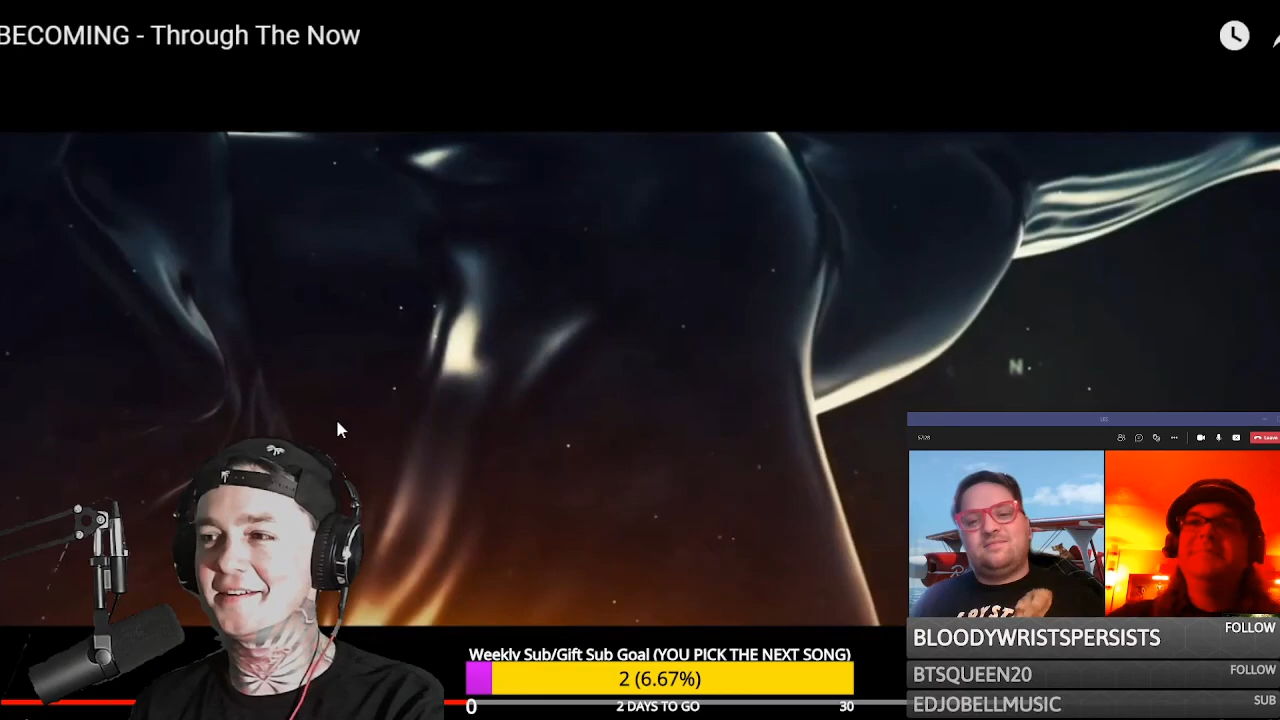 BECOMING - Through The Now
N
Leave
Weekly Sub/Gift Sub Goal (YOU PICK THE NEXT SONG)
2 (6.67%)
0
2 DAYS TO GO
30
BLOODYWRISTSPERSISTS
FOLLOW
BTSQUEEN20
FOLLOW
EDJOBELLMUSIC
SUB